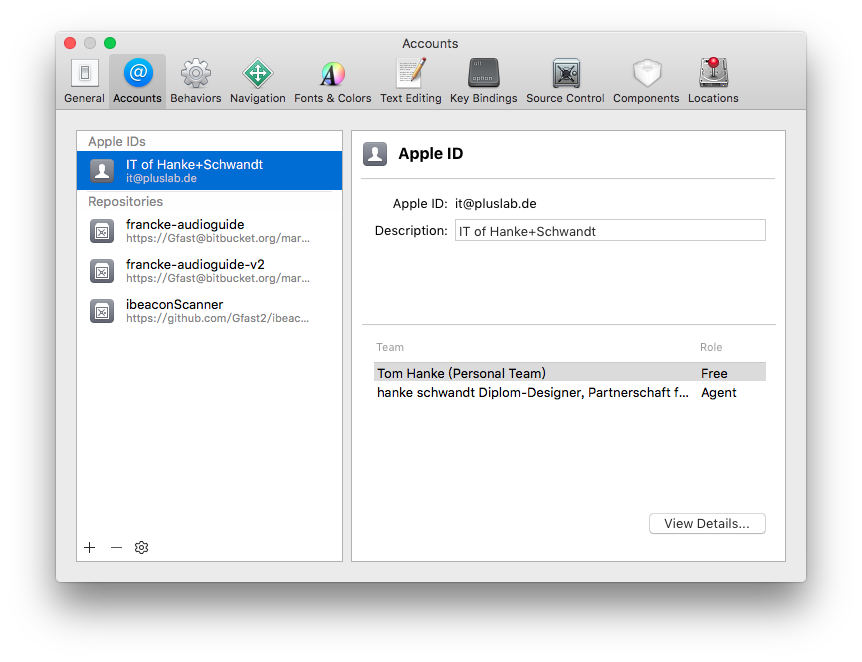 Accounts
General
Accounts
Behaviors
Navigation
Fonts & Colors
Text Editing
Key Bindings
Source Control
Components
Locations
Apple IDs
IT of Hanke+Schwandt
it@pluslab.de
Repositories
francke-audioguide
https://Gfast@bitbucket.org/mar...
francke-audioguide-v2
https://Gfast@bitbucket.org/mar...
ibeaconScanner
https://github.com/Gfast2/ibeac...
Apple ID
Apple ID: it@pluslab.de
Description: IT of Hanke+Schwandt
Team Role
Tom Hanke (Personal Team) Free
hanke schwandt Diplom-Designer, Partnerschaft f... Agent
View Details...